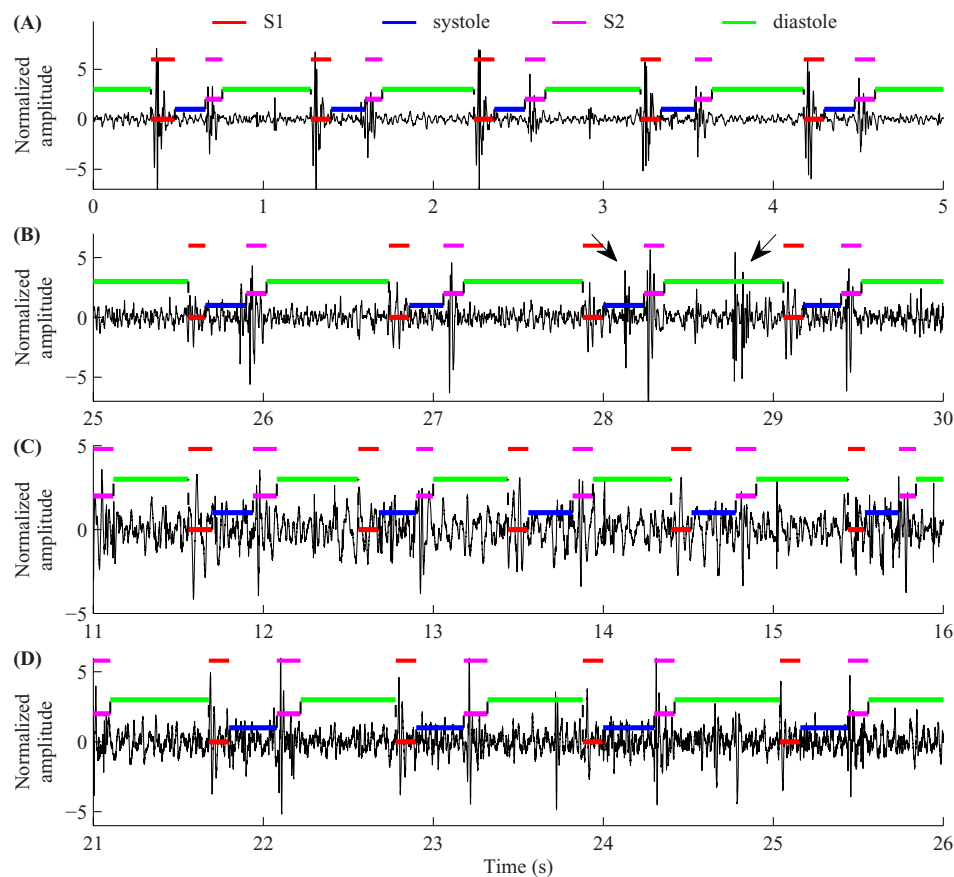 (A) S1 systole S2 diastole
Normalized
amplitude
5
0
−5
0 1 2 3 4 5
(B)
Normalized
amplitude
5
0
−5
25 26 27 28 29 30
(C)
Normalized
amplitude
5
0
−5
11 12 13 14 15 16
(D)
Normalized
amplitude
5
0
−5
21 22 23 24 25 26
Time (s)